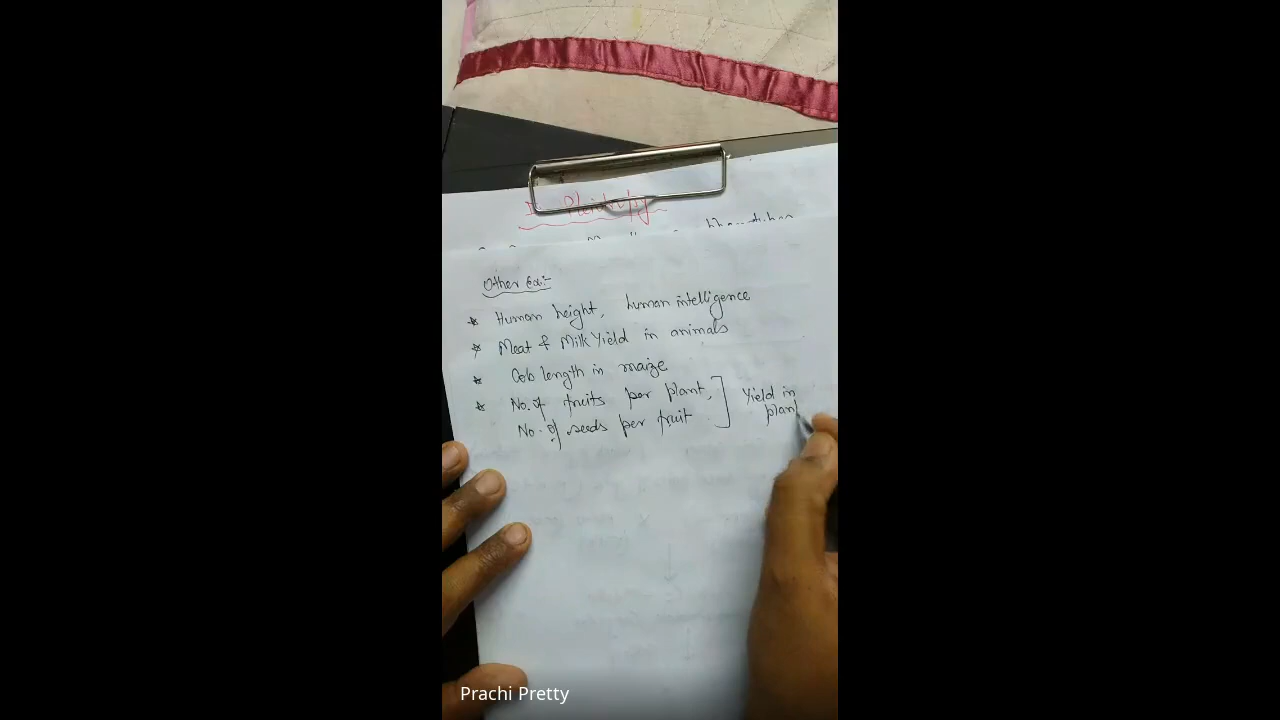 Other Ex:-
* Human height, human intelligence
* Meat & Milk Yield in animals
* Cob length in maize
* No. of fruits per plant,
No. of seeds per fruit
Yield in
plant
Prachi Pretty